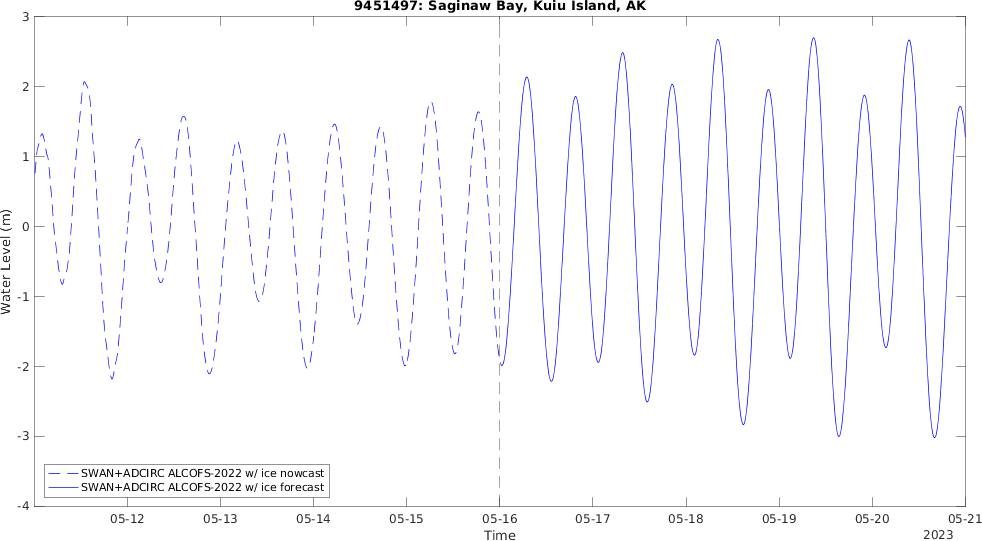 9451497: Saginaw Bay, Kuiu Island, AK
3
2
1
0
-1
-2
-3
-4
Water Level (m)
SWAN+ADCIRC ALCOFS-2022 w/ ice nowcast
SWAN+ADCIRC ALCOFS-2022 w/ ice forecast
05-12 05-13 05-14 05-15 05-16 05-17 05-18 05-19 05-20 05-21
Time
2023